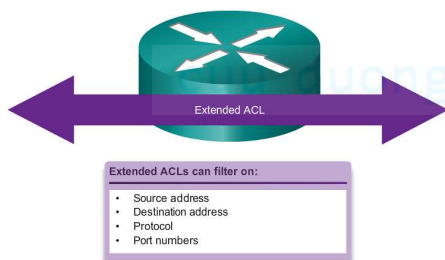 Extended ACL
Extended ACLs can filter on:
• Source address
• Destination address
• Protocol
• Port numbers